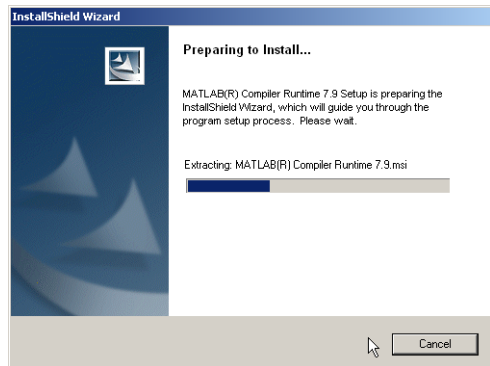 InstallShield Wizard
Preparing to Install...
MATLAB(R) Compiler Runtime 7.9 Setup is preparing the
InstallShield Wizard, which will guide you through the
program setup process. Please wait.
Extracting: MATLAB(R) Compiler Runtime 7.9.msi
Cancel